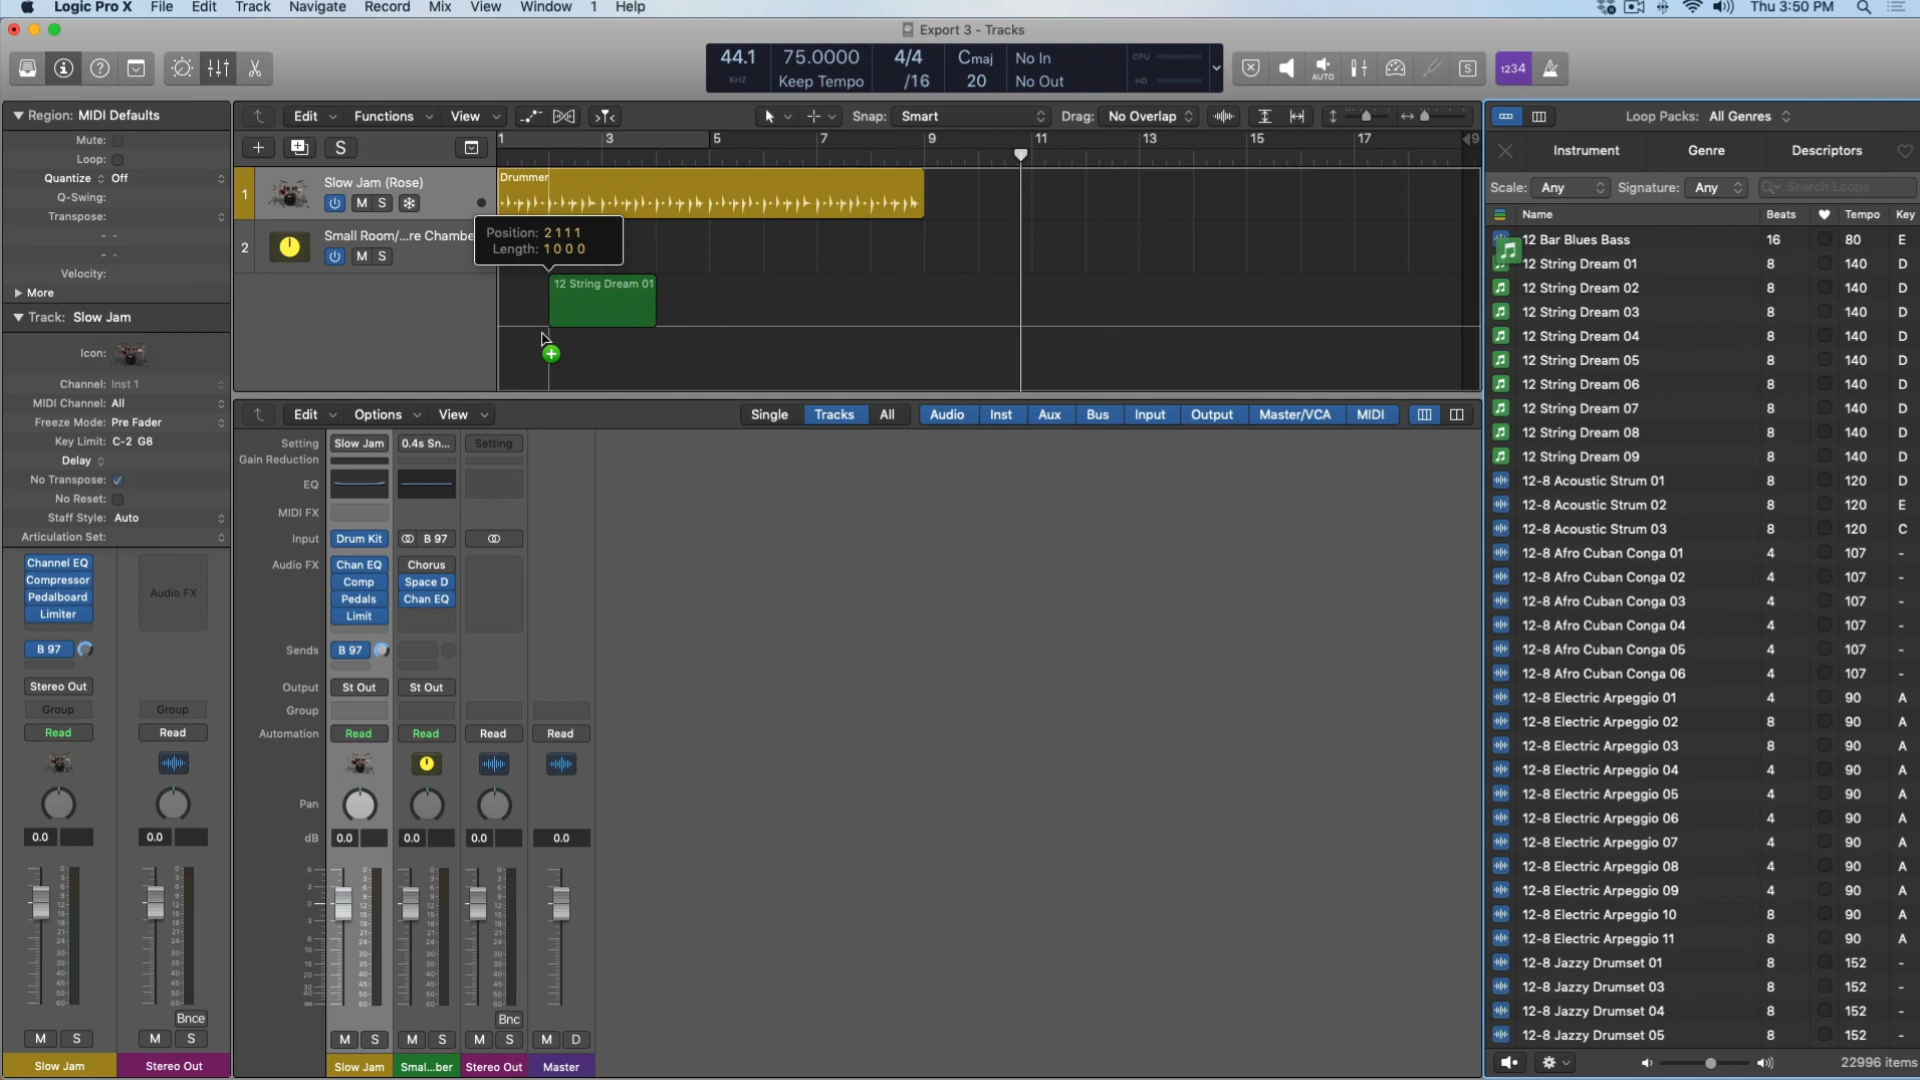 Logic Pro X File Edit Track Navigate Record Mix View Window 1 Help Thu 3:50 PM
Export 3 - Tracks
44.1 75.0000 4/4 Cmaj No In CPU
KHZ Keep Tempo /16 20 No Out HD
AUTO S 1234
Region: MIDI Defaults
Mute:
Loop:
Quantize Off
Q-Swing:
Transpose:
Velocity:
More
Track: Slow Jam
Icon:
Channel: Inst 1
MIDI Channel: All
Freeze Mode: Pre Fader
Key Limit: C-2 G8
Delay
No Transpose:
No Reset:
Staff Style: Auto
Articulation Set:
Channel EQ
Compressor
Pedalboard
Limiter
Audio FX
B 97
Stereo Out
Group Group
Read Read
0.0 0.0
Bnce
M S M S
Slow Jam Stereo Out
Edit Functions View Snap: Smart Drag: No Overlap
S
1 3 5 7 9 11 13 15 17
1 Slow Jam (Rose)
M S
Drummer
2 Small Room/...re Chambe
M S
Position: 2 1 1 1
Length: 1 0 0 0
12 String Dream 01
Edit Options View Single Tracks All Audio Inst Aux Bus Input Output Master/VCA MIDI
Setting Slow Jam 0.4s Sn... Setting
Gain Reduction
EQ
MIDI FX
Input Drum Kit B 97
Audio FX Chan EQ Chorus
Comp Space D
Pedals Chan EQ
Limit
Sends B 97
Output St Out St Out
Group
Automation Read Read Read Read
Pan
dB 0.0 0.0 0.0 0.0
Bnc
M S M S M S M D
Slow Jam Smal...ber Stereo Out Master
Loop Packs: All Genres
Instrument Genre Descriptors
Scale: Any Signature: Any Search Loops
Name Beats Tempo Key
12 Bar Blues Bass 16 80 E
12 String Dream 01 8 140 D
12 String Dream 02 8 140 D
12 String Dream 03 8 140 D
12 String Dream 04 8 140 D
12 String Dream 05 8 140 D
12 String Dream 06 8 140 D
12 String Dream 07 8 140 D
12 String Dream 08 8 140 D
12 String Dream 09 8 140 D
12-8 Acoustic Strum 01 8 120 D
12-8 Acoustic Strum 02 8 120 E
12-8 Acoustic Strum 03 8 120 C
12-8 Afro Cuban Conga 01 4 107 -
12-8 Afro Cuban Conga 02 4 107 -
12-8 Afro Cuban Conga 03 4 107 -
12-8 Afro Cuban Conga 04 4 107 -
12-8 Afro Cuban Conga 05 4 107 -
12-8 Afro Cuban Conga 06 4 107 -
12-8 Electric Arpeggio 01 4 90 A
12-8 Electric Arpeggio 02 8 90 A
12-8 Electric Arpeggio 03 8 90 A
12-8 Electric Arpeggio 04 4 90 A
12-8 Electric Arpeggio 05 4 90 A
12-8 Electric Arpeggio 06 4 90 A
12-8 Electric Arpeggio 07 4 90 A
12-8 Electric Arpeggio 08 4 90 A
12-8 Electric Arpeggio 09 4 90 A
12-8 Electric Arpeggio 10 8 90 A
12-8 Electric Arpeggio 11 8 90 A
12-8 Jazzy Drumset 01 8 152 -
12-8 Jazzy Drumset 03 8 152 -
12-8 Jazzy Drumset 04 8 152 -
12-8 Jazzy Drumset 05 8 152 -
22996 items